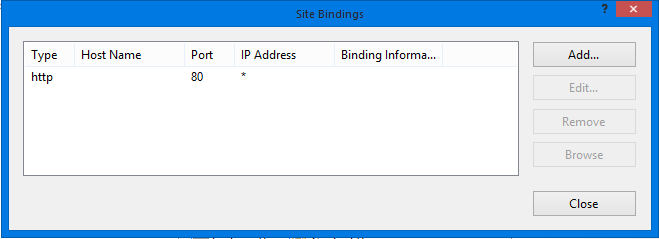 Site Bindings
?
Type Host Name Port IP Address Binding Informa...
http 80 *
Add...
Edit...
Remove
Browse
Close